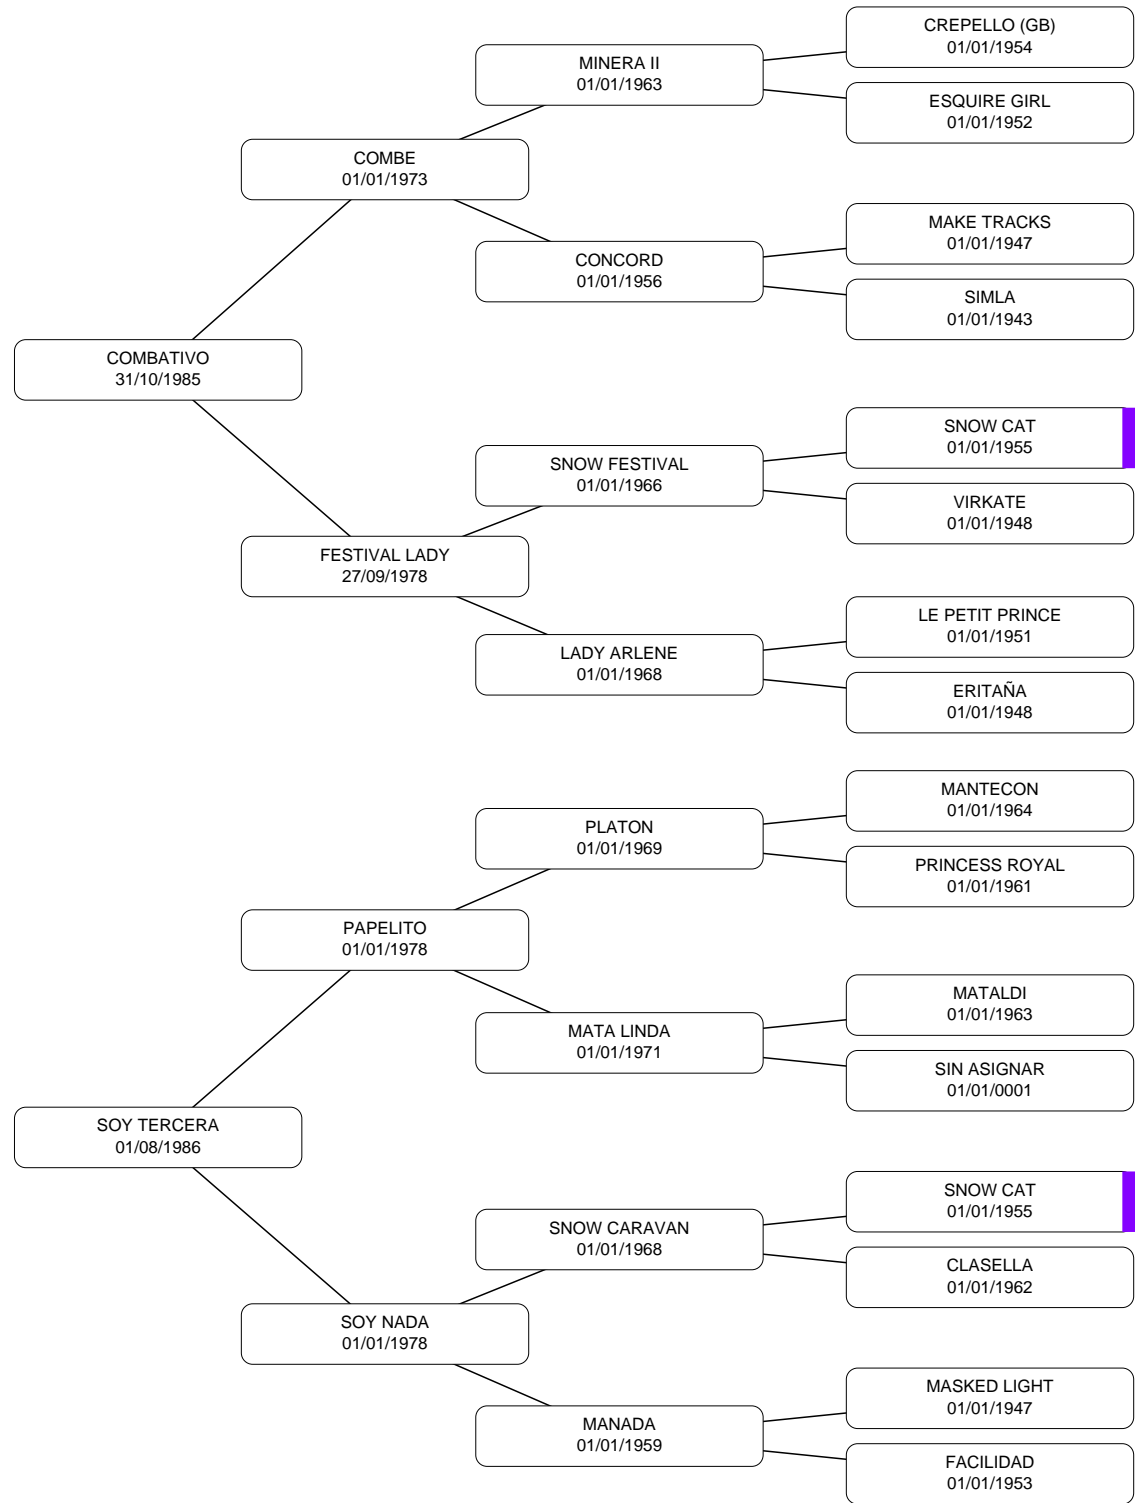 CREPELLO (GB)
01/01/1954
MINERA II
01/01/1963
ESQUIRE GIRL
01/01/1952
COMBE
01/01/1973
MAKE TRACKS
01/01/1947
CONCORD
01/01/1956
SIMLA
01/01/1943
COMBATIVO
31/10/1985
SNOW CAT
01/01/1955
SNOW FESTIVAL
01/01/1966
VIRKATE
01/01/1948
FESTIVAL LADY
27/09/1978
LE PETIT PRINCE
01/01/1951
LADY ARLENE
01/01/1968
ERITAÑA
01/01/1948
MANTECON
01/01/1964
PLATON
01/01/1969
PRINCESS ROYAL
01/01/1961
PAPELITO
01/01/1978
MATALDI
01/01/1963
MATA LINDA
01/01/1971
SIN ASIGNAR
01/01/0001
SOY TERCERA
01/08/1986
SNOW CAT
01/01/1955
SNOW CARAVAN
01/01/1968
CLASELLA
01/01/1962
SOY NADA
01/01/1978
MASKED LIGHT
01/01/1947
MANADA
01/01/1959
FACILIDAD
01/01/1953